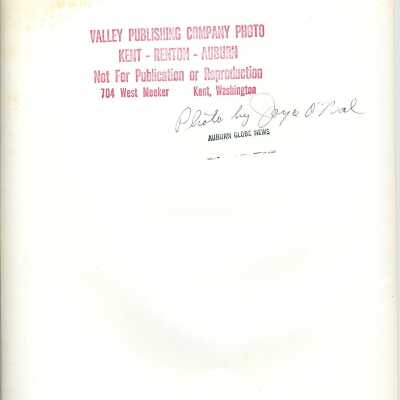 VALLEY PUBLISHING COMPANY PHOTO
KENT - RENTON - AUBURN
Not For Publication or Reproduction
704 West Meeker Kent, Washington
Photo by Joye O'Neal
AUBURN GLOBE NEWS